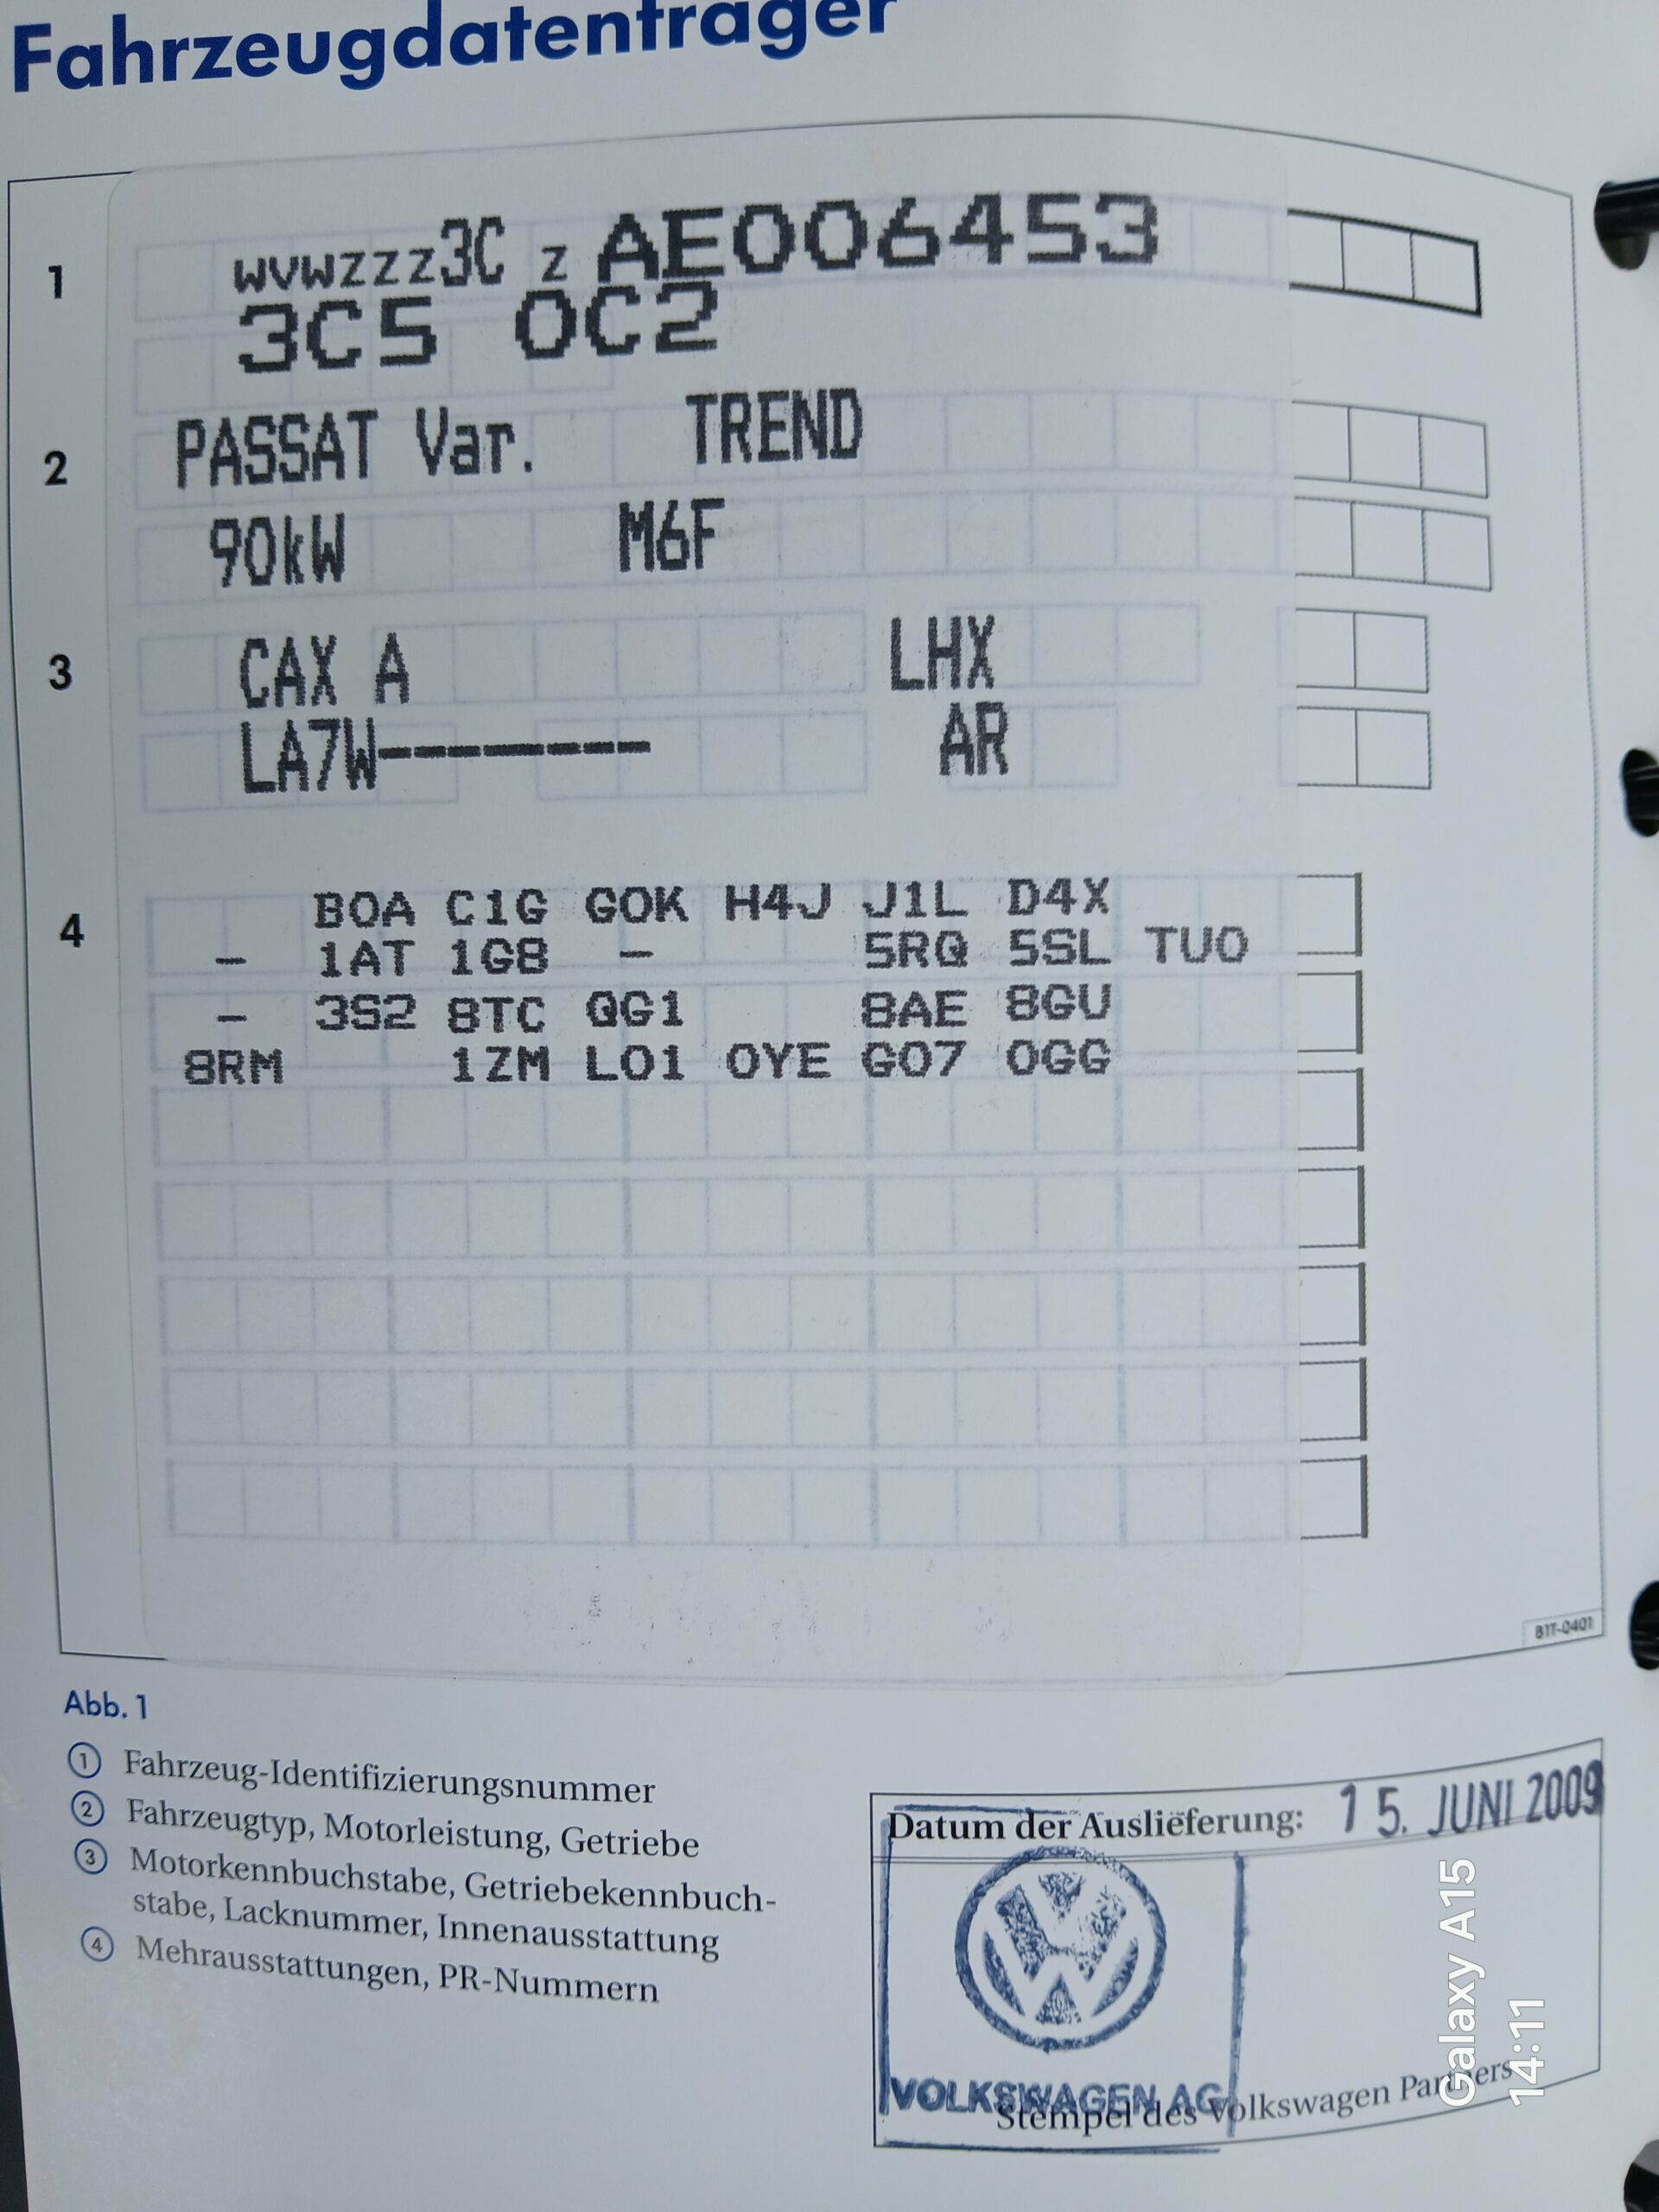 Fahrzeugdatenträger
1
WVWZZZ3C Z AE006453
3C5 0C2
2
PASSAT Var. TREND
90kW M6F
3
CAX A LHX
LA7W--------- AR
4
B0A C1G G0K H4J J1L D4X
- 1AT 1G8 - 5RQ 5SL TU0
- 3S2 8TC QG1 8AE 8GU
8RM 1ZM L01 0YE G07 0GG
B1T-0401
Abb. 1
1 Fahrzeug-Identifizierungsnummer
2 Fahrzeugtyp, Motorleistung, Getriebe
3 Motorkennbuchstabe, Getriebekennbuch-
stabe, Lacknummer, Innenausstattung
4 Mehrausstattungen, PR-Nummern
Datum der Auslieferung: 15. JUNI 2009
VOLKSWAGEN AG
Stempel des Volkswagen Partners
Galaxy A15
14:11